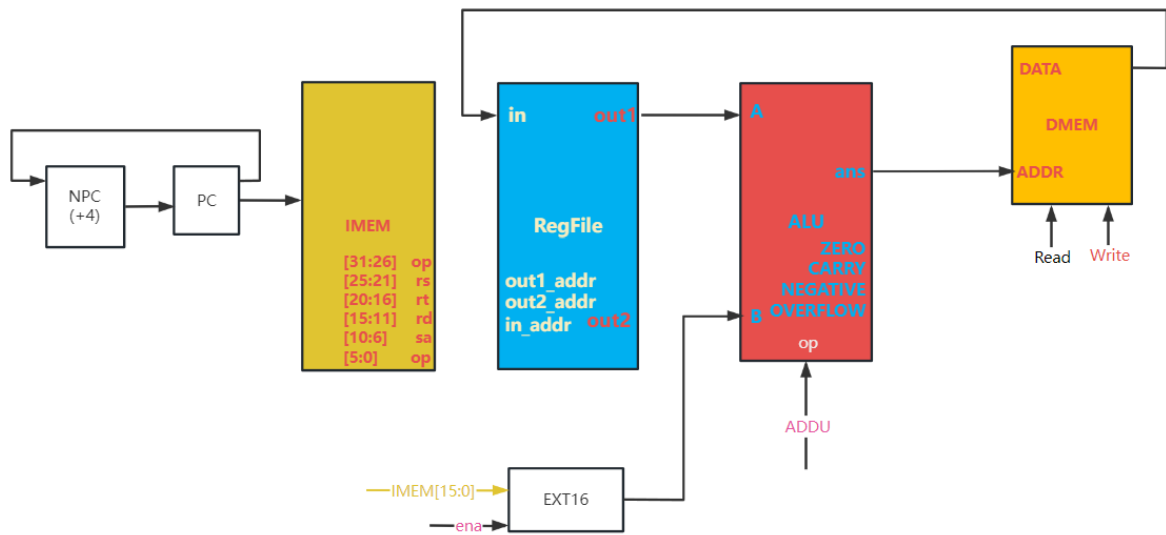 NPC
(+4)
PC
IMEM
[31:26] op
[25:21] rs
[20:16] rt
[15:11] rd
[10:6] sa
[5:0] op
in
out1
RegFile
out1_addr
out2_addr
in_addr
out2
A
ans
ALU
ZERO
CARRY
NEGATIVE
OVERFLOW
B
op
ADDU
DATA
DMEM
ADDR
Read
Write
IMEM[15:0]
ena
EXT16